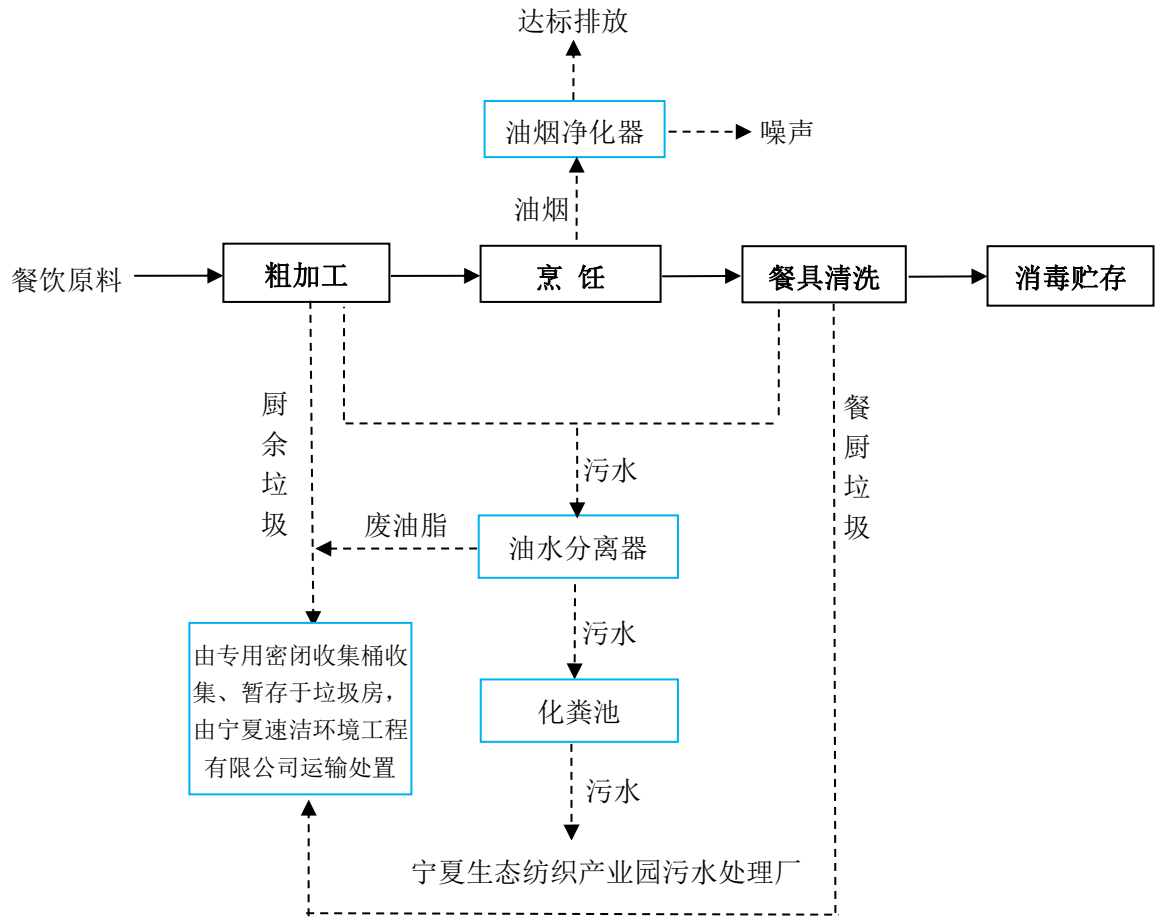 达标排放
油烟净化器
噪声
油烟
餐饮原料
粗加工
烹 饪
餐具清洗
消毒贮存
厨余垃圾
餐厨垃圾
污水
废油脂
油水分离器
污水
由专用密闭收集桶收
集、暂存于垃圾房，
由宁夏速洁环境工程
有限公司运输处置
化粪池
污水
宁夏生态纺织产业园污水处理厂